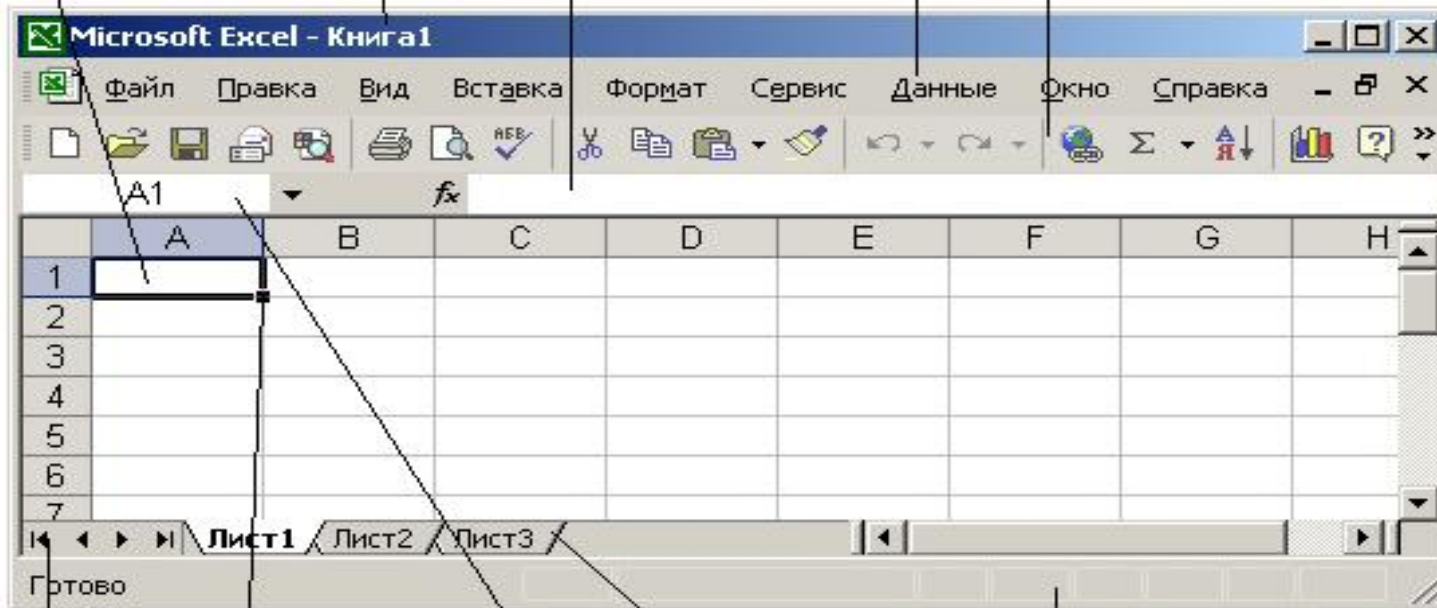 Microsoft Excel - Книга1
Файл Правка Вид Вставка Формат Сервис Данные Окно Справка
АБВ Σ А Я ?
A1 fx
A B C D E F G H
1
2
3
4
5
6
7
Лист1 Лист2 Лист3
Готово